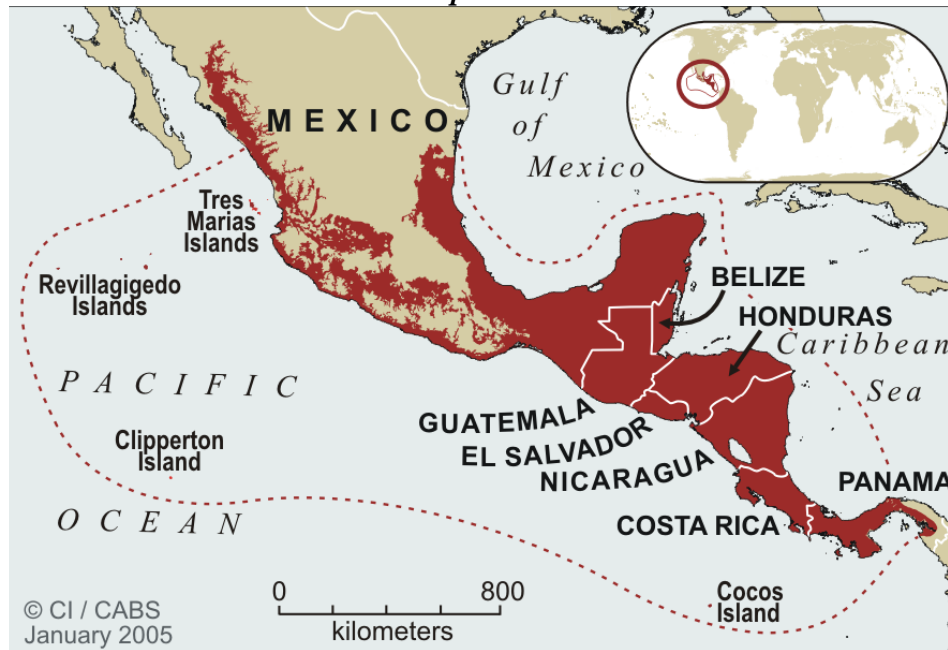 Gulf
of
Mexico
MEXICO
Tres
Marias
Islands
Revillagigedo
Islands
BELIZE
HONDURAS
Caribbean
Sea
PACIFIC
GUATEMALA
EL SALVADOR
NICARAGUA
Clipperton
Island
PANAMA
OCEAN
COSTA RICA
0 800
kilometers
Cocos
Island
© CI / CABS
January 2005